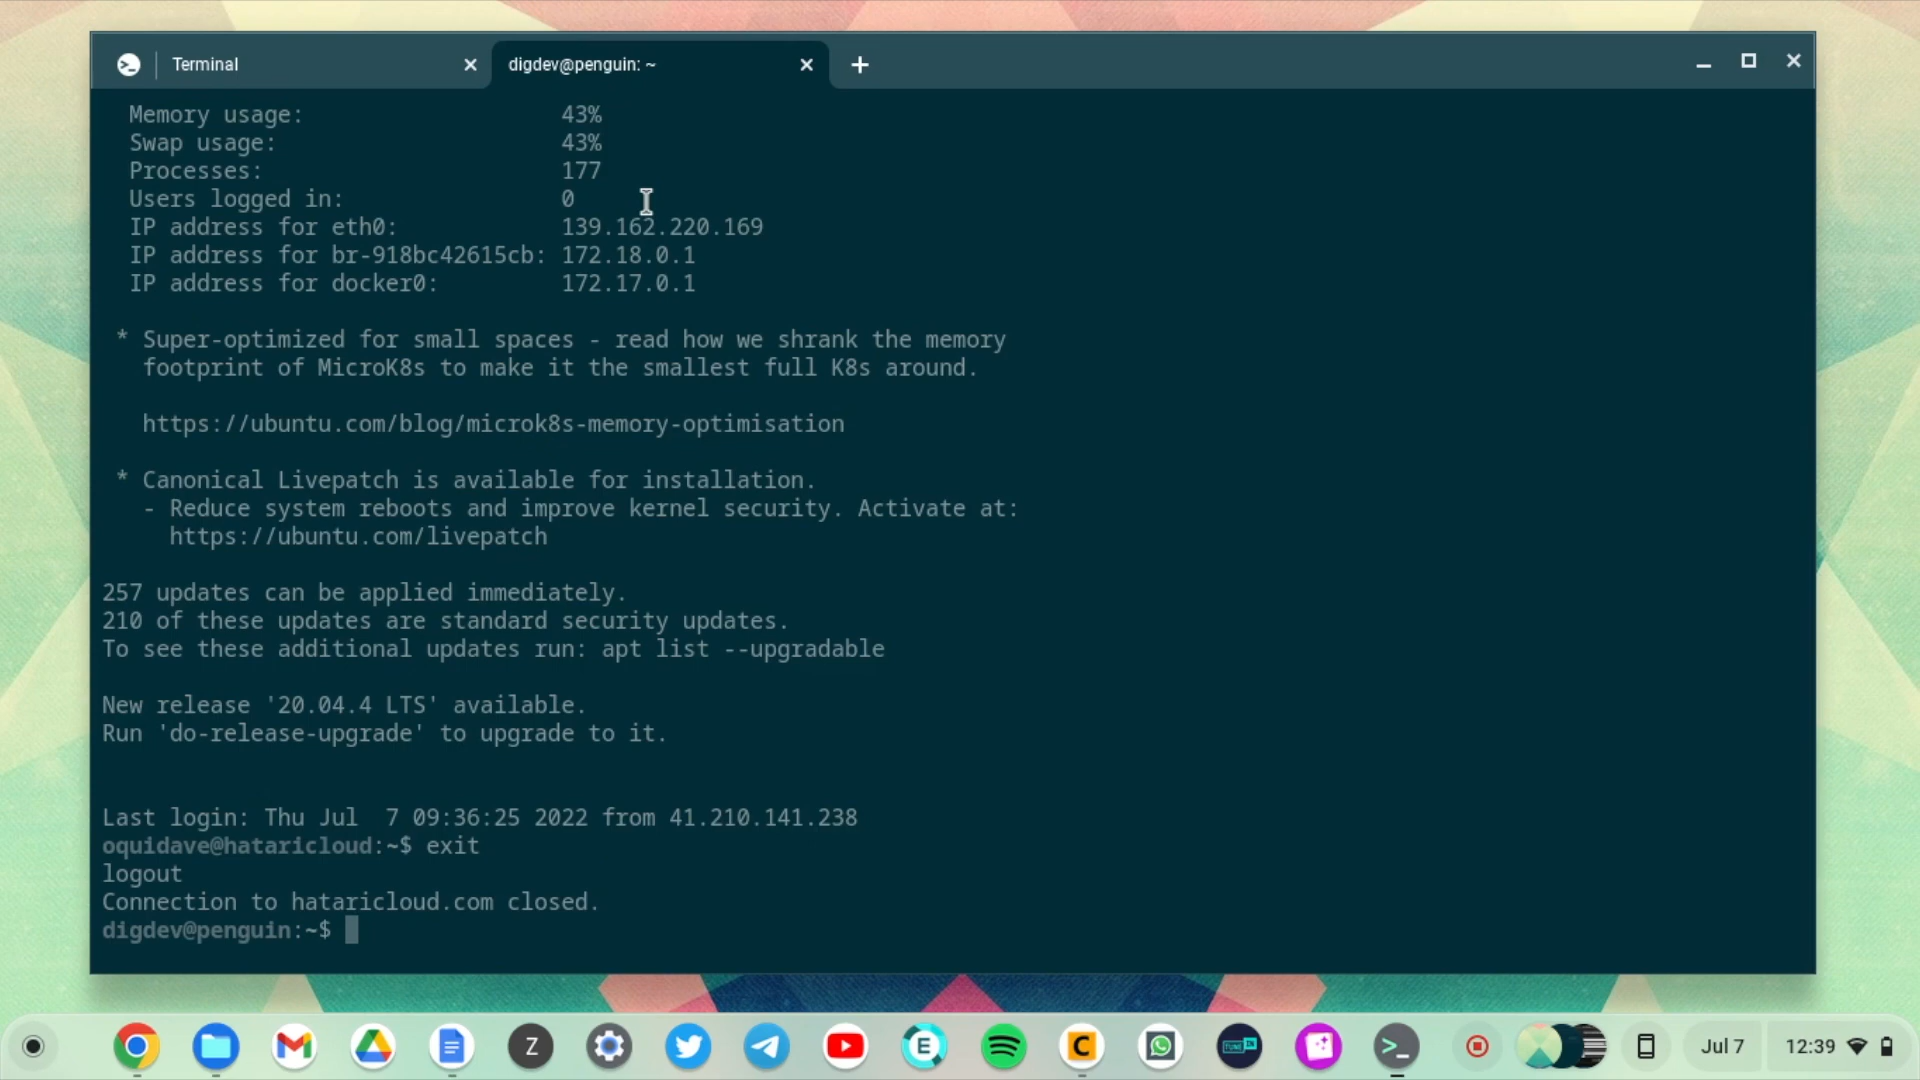 Terminal
digdev@penguin: ~
Memory usage: 43%
Swap usage: 43%
Processes: 177
Users logged in: 0
IP address for eth0: 139.162.220.169
IP address for br-918bc42615cb: 172.18.0.1
IP address for docker0: 172.17.0.1
* Super-optimized for small spaces - read how we shrank the memory
footprint of MicroK8s to make it the smallest full K8s around.
https://ubuntu.com/blog/microk8s-memory-optimisation
* Canonical Livepatch is available for installation.
- Reduce system reboots and improve kernel security. Activate at:
https://ubuntu.com/livepatch
257 updates can be applied immediately.
210 of these updates are standard security updates.
To see these additional updates run: apt list --upgradable
New release '20.04.4 LTS' available.
Run 'do-release-upgrade' to upgrade to it.
Last login: Thu Jul  7 09:36:25 2022 from 41.210.141.238
oquidave@hataricloud:~$ exit
logout
Connection to hataricloud.com closed.
digdev@penguin:~$
Z
E
C
TUNE IN
Jul 7
12:39